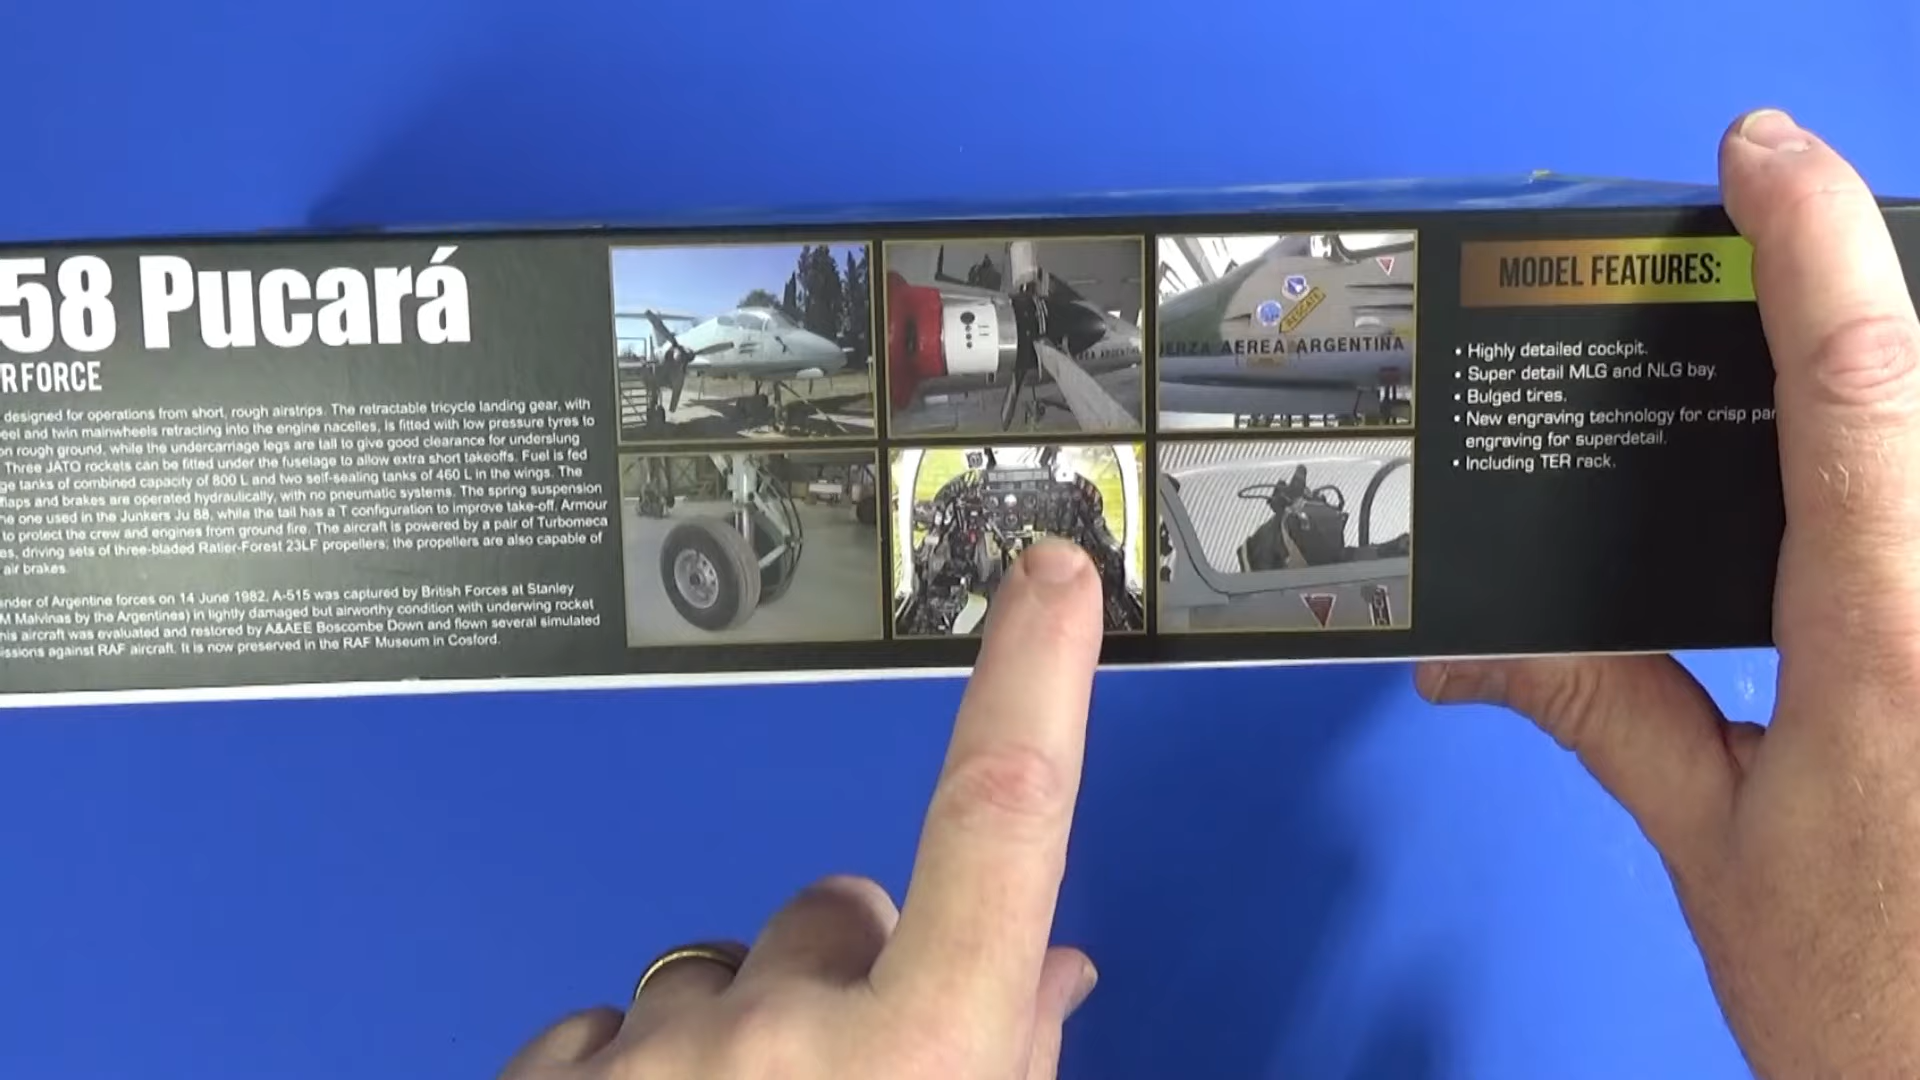 58 Pucará
R FORCE
designed for operations from short, rough airstrips. The retractable tricycle landing gear, with
eel and twin mainwheels retracting into the engine nacelles, is fitted with low pressure tyres to
on rough ground, while the undercarriage legs are tall to give good clearance for underslung
Three JATO rockets can be fitted under the fuselage to allow extra short takeoffs. Fuel is fed
ge tanks of combined capacity of 800 L and two self-sealing tanks of 460 L in the wings. The
flaps and brakes are operated hydraulically, with no pneumatic systems. The spring suspension
ne one used in the Junkers Ju 88, while the tail has a T configuration to improve take-off. Armour
to protect the crew and engines from ground fire. The aircraft is powered by a pair of Turbomeca
es, driving sets of three-bladed Ratier-Forest 23LF propellers; the propellers are also capable of
air brakes.
ander of Argentine forces on 14 June 1982. A-515 was captured by British Forces at Stanley
M Malvinas by the Argentines) in lightly damaged but airworthy condition with underwing rocket
his aircraft was evaluated and restored by A&AEE Boscombe Down and flown several simulated
issions against RAF aircraft. It is now preserved in the RAF Museum in Cosford.
REA ARGENTINA
RESCATE
UERZA AEREA ARGENTINA
MODEL FEATURES:
• Highly detailed cockpit.
• Super detail MLG and NLG bay.
• Bulged tires.
• New engraving technology for crisp par
engraving for superdetail.
• Including TER rack.